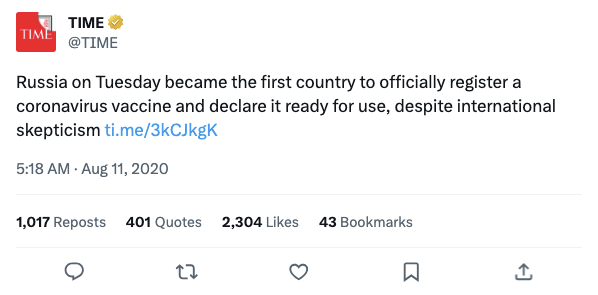 TIME
TIME
@TIME
Russia on Tuesday became the first country to officially register a
coronavirus vaccine and declare it ready for use, despite international
skepticism ti.me/3kCJkgK
5:18 AM · Aug 11, 2020
1,017 Reposts 401 Quotes 2,304 Likes 43 Bookmarks